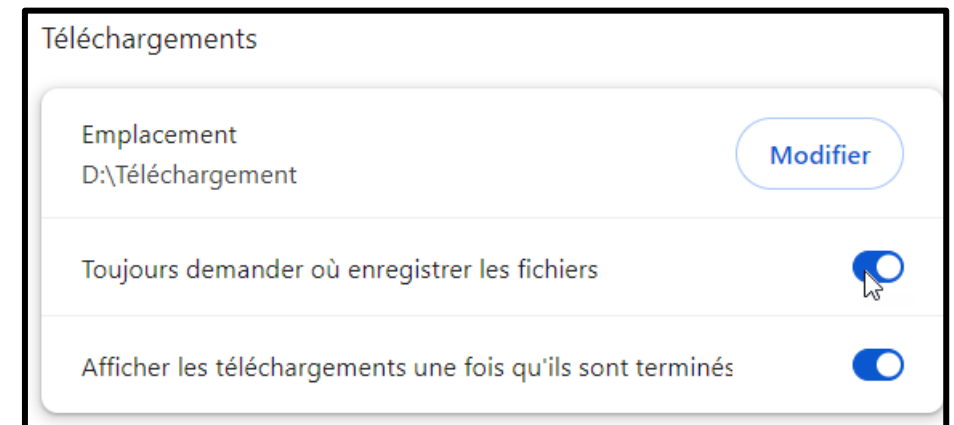 Téléchargements
Emplacement
D:\Téléchargement
Modifier
Toujours demander où enregistrer les fichiers
Afficher les téléchargements une fois qu'ils sont terminés